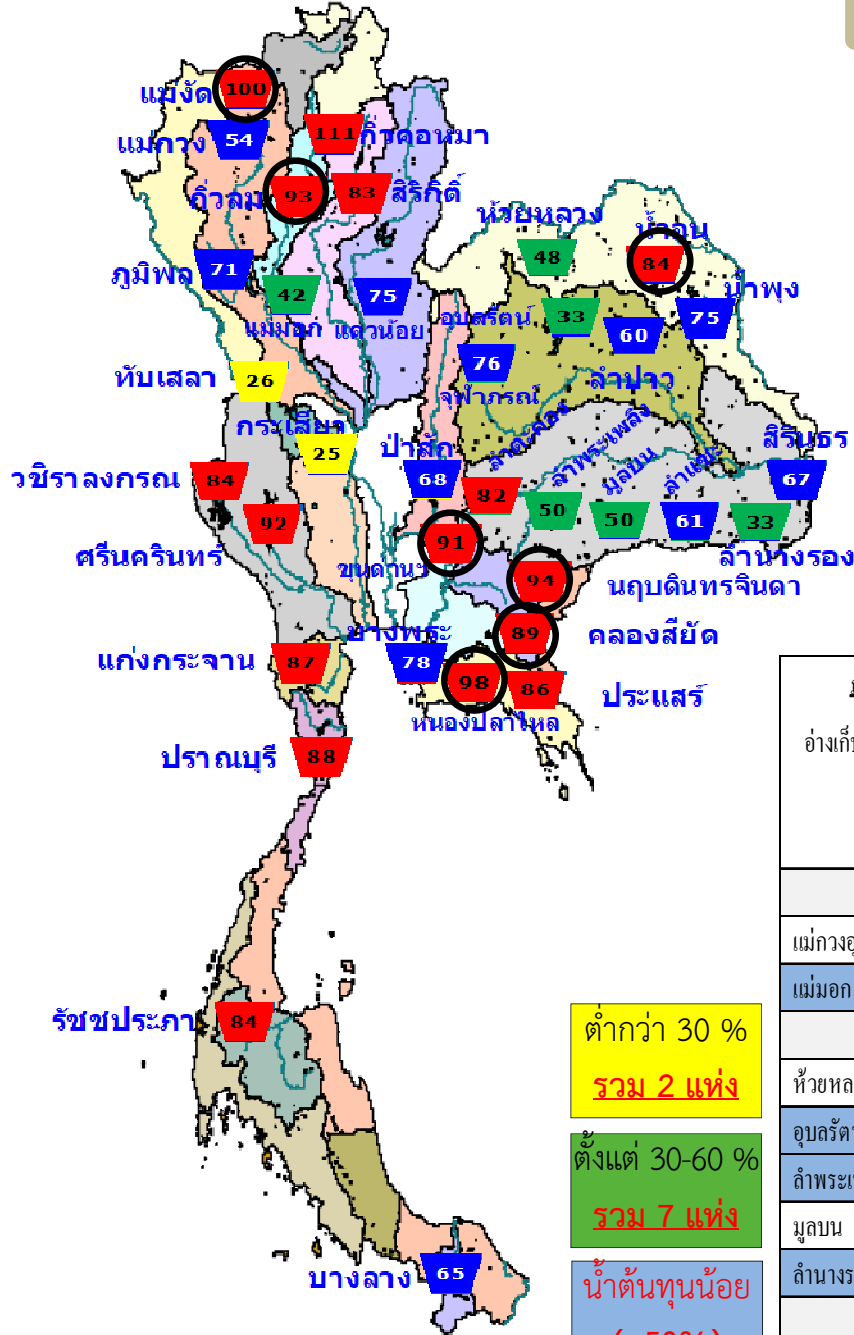 แม่งัด 100
แม่กวง 54
111 กิ่วคอหมา
กิ่วลม 93
83 สิริกิติ์
ห้วยหลวง 48
น้ำอูน 84
ภูมิพล 71
42 แม่มอก
75 แควน้อย
อุบลรัตน์ 33
60 ลำปาว
75 น้ำพุง
76 จุฬาภรณ์
ทับเสลา 26
กระเสียว 25
ป่าสัก 68
ลำตะคอง 82
ลำพระเพลิง 50
มูลบน 50
ลำแชะ 61
สิรินธร 67
33 ลำนางรอง
วชิราลงกรณ 84
92 ศรีนครินทร์
91 ขุนด่านฯ
94 นฤบดินทรจินดา
บางพระ 78
89 คลองสียัด
98 หนองปลาไหล
86 ประแสร์
แก่งกระจาน 87
ปราณบุรี 88
รัชชประภา 84
บางลาง 65
ต่ำกว่า 30 %
รวม 2 แห่ง
ตั้งแต่ 30-60 %
รวม 7 แห่ง
น้ำต้นทุนน้อย
อ่างเก็บ
แม่กวงอุ
แม่มอก
ห้วยหล
อุบลรัต
ลำพระเ
มูลบน
ลำนางร